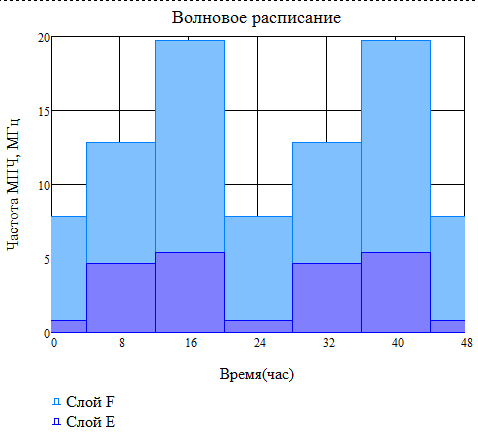 Волновое расписание
Частота МПЧ, МГц
20
15
10
5
0
0 8 16 24 32 40 48
Время(час)
Слой F
Слой E